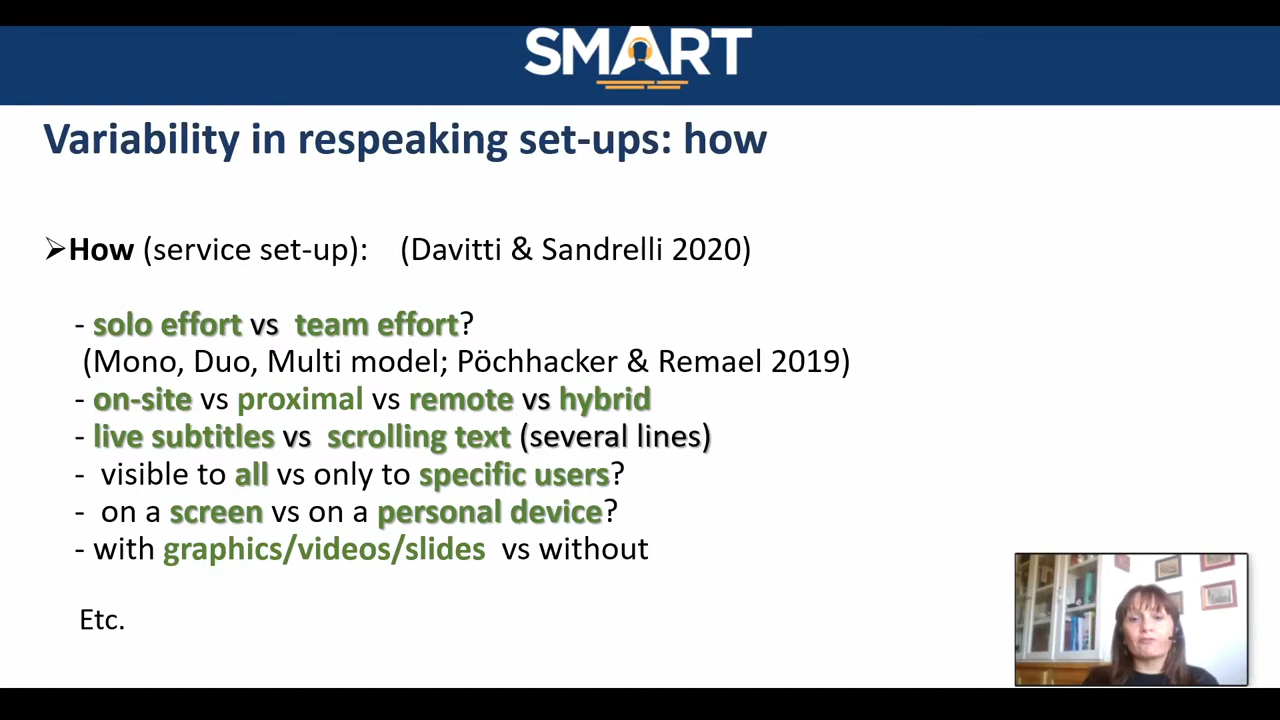 SMART
Variability in respeaking set-ups: how
➢How (service set-up): (Davitti & Sandrelli 2020)
- solo effort vs team effort?
(Mono, Duo, Multi model; Pöchhacker & Remael 2019)
- on-site vs proximal vs remote vs hybrid
- live subtitles vs scrolling text (several lines)
- visible to all vs only to specific users?
- on a screen vs on a personal device?
- with graphics/videos/slides vs without
Etc.